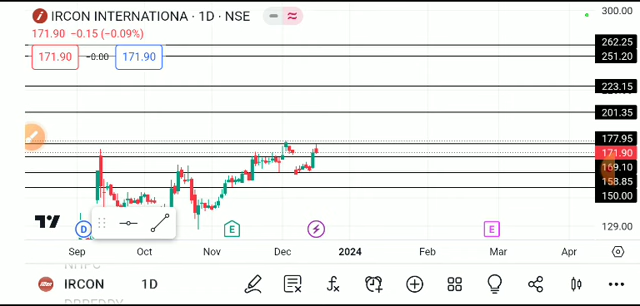 IRCON INTERNATIONA · 1D · NSE
171.90 −0.15 (−0.09%)
171.90 −0.00 171.90
300.00
262.25
251.20
223.15
201.35
177.95
171.90
158.85
150.00
129.00
D E E
Sep Oct Nov Dec 2024 Feb Mar Apr
IRCON 1D